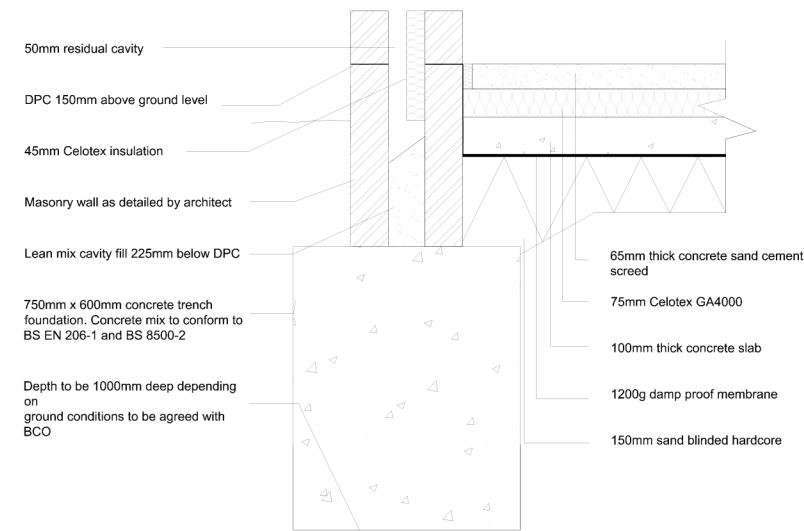 50mm residual cavity
DPC 150mm above ground level
45mm Celotex insulation
Masonry wall as detailed by architect
Lean mix cavity fill 225mm below DPC
750mm x 600mm concrete trench
foundation. Concrete mix to conform to
BS EN 206-1 and BS 8500-2
Depth to be 1000mm deep depending
on
ground conditions to be agreed with
BCO
65mm thick concrete sand cement
screed
75mm Celotex GA4000
100mm thick concrete slab
1200g damp proof membrane
150mm sand blinded hardcore